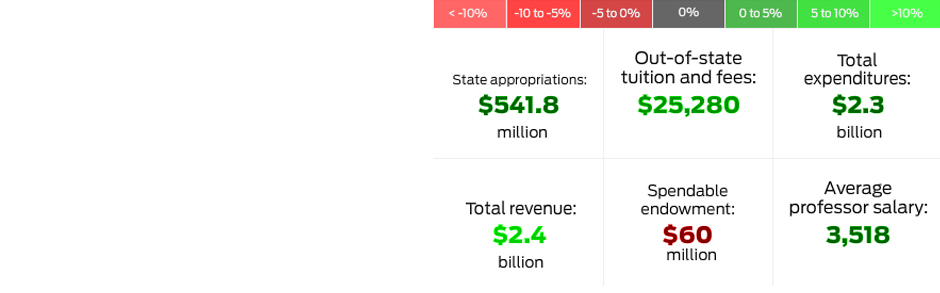 < -10% -10 to -5% -5 to 0% 0% 0 to 5% 5 to 10% >10%
State appropriations:
$541.8
million
Out-of-state
tuition and fees:
$25,280
Total
expenditures:
$2.3
billion
Total revenue:
$2.4
billion
Spendable
endowment:
$60
million
Average
professor salary:
3,518